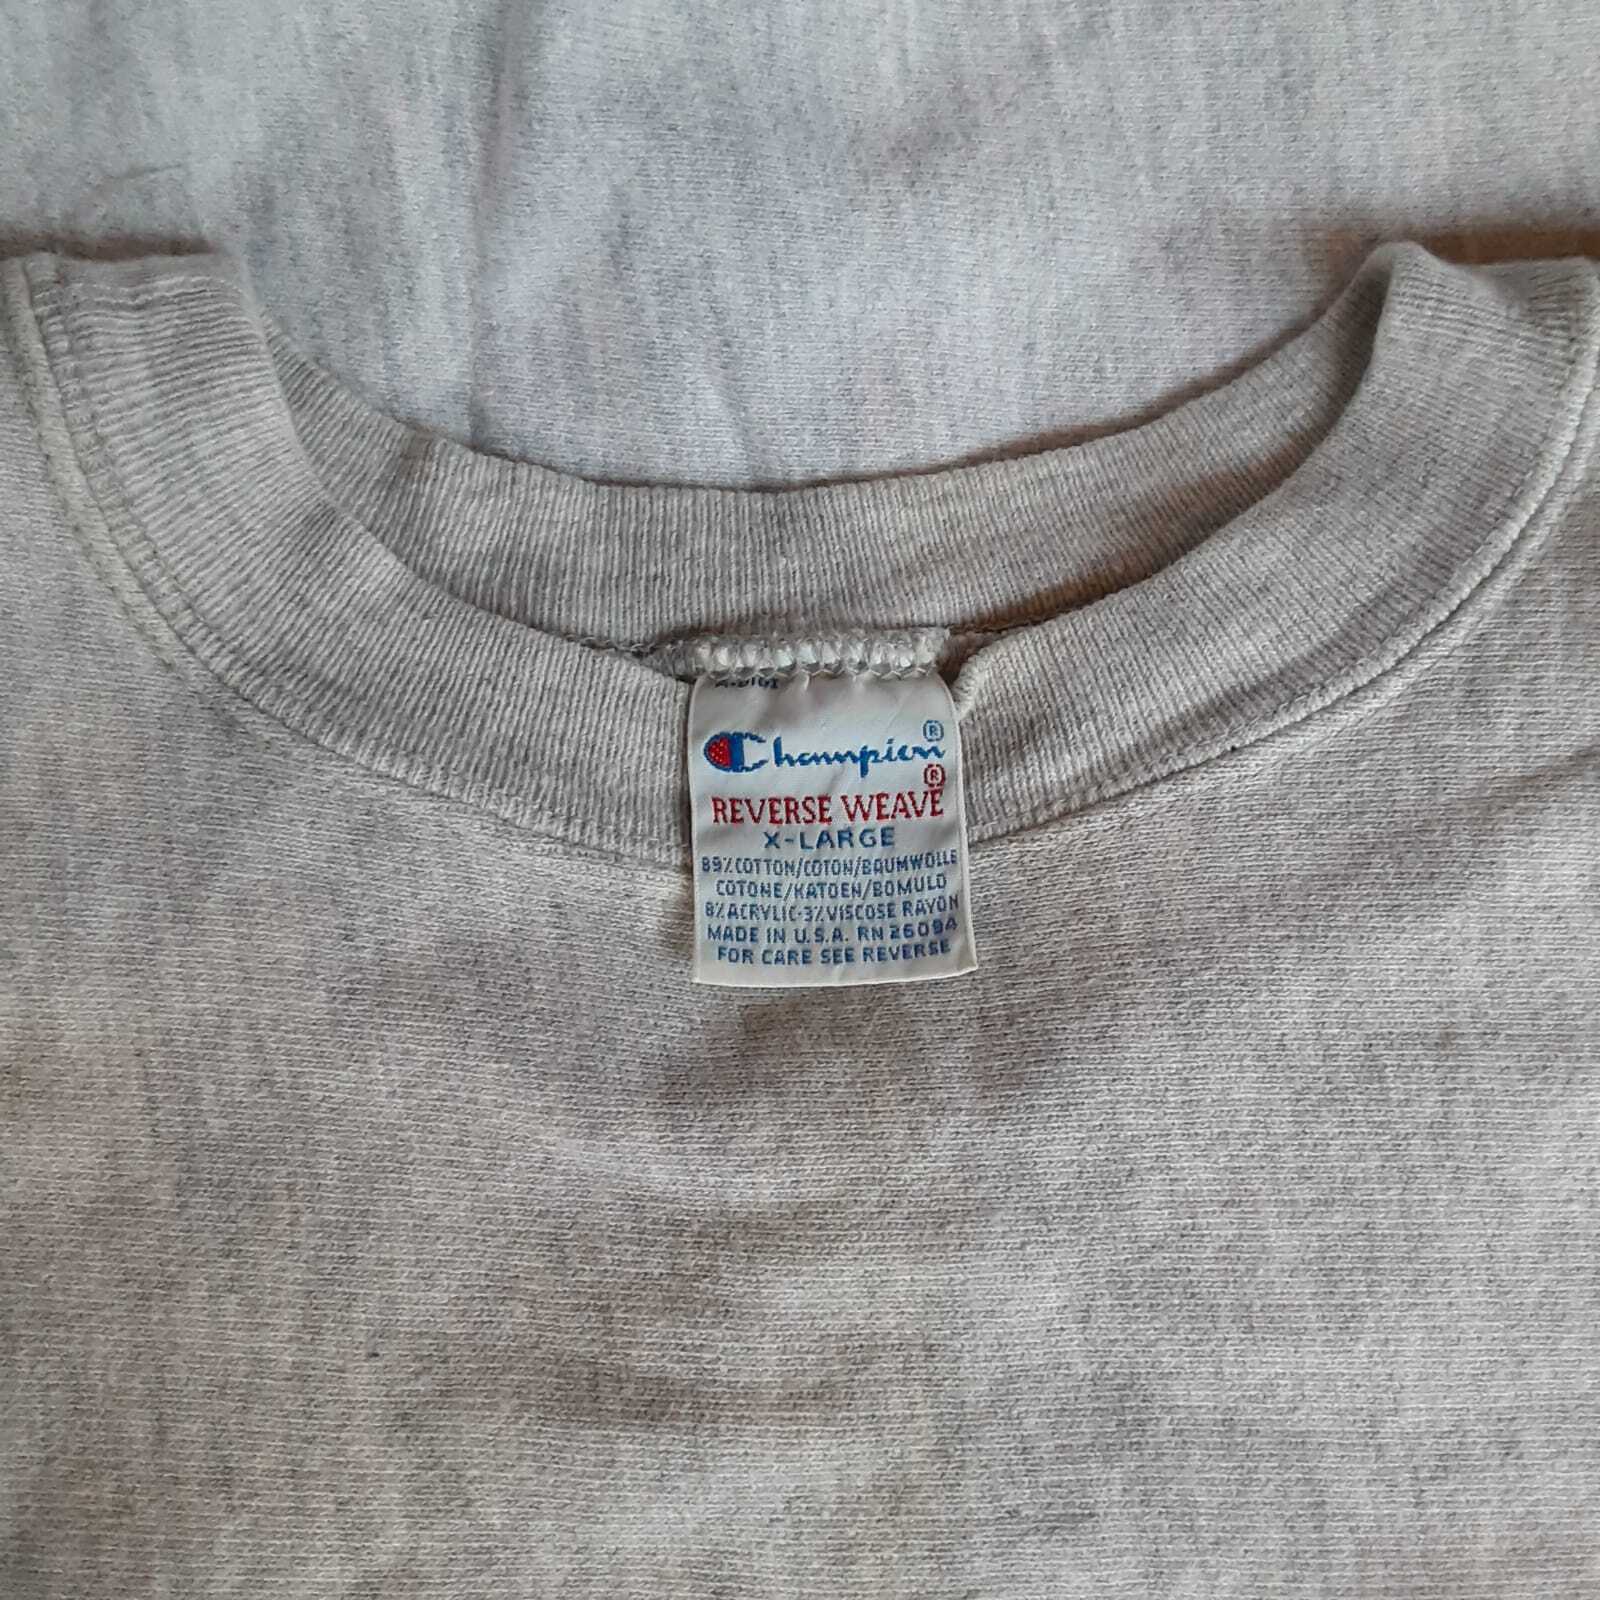 Champion®
REVERSE WEAVE®
X-LARGE
89% COTTON/COTON/BAUMWOLLE
COTONE/KATOEN/BOMULD
8% ACRYLIC-3% VISCOSE RAYON
MADE IN U.S.A. RN 26094
FOR CARE SEE REVERSE